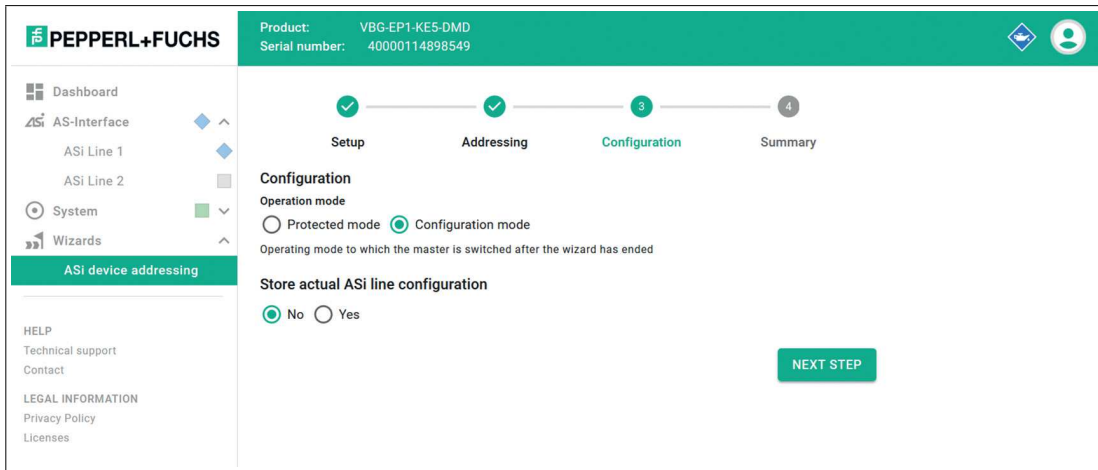 PEPPERL+FUCHS
Product: VBG-EP1-KE5-DMD
Serial number: 40000114898549
Dashboard
ASi AS-Interface
ASi Line 1
ASi Line 2
System
Wizards
ASi device addressing
HELP
Technical support
Contact
LEGAL INFORMATION
Privacy Policy
Licenses
3
4
Setup
Addressing
Configuration
Summary
Configuration
Operation mode
Protected mode
Configuration mode
Operating mode to which the master is switched after the wizard has ended
Store actual ASi line configuration
No
Yes
NEXT STEP